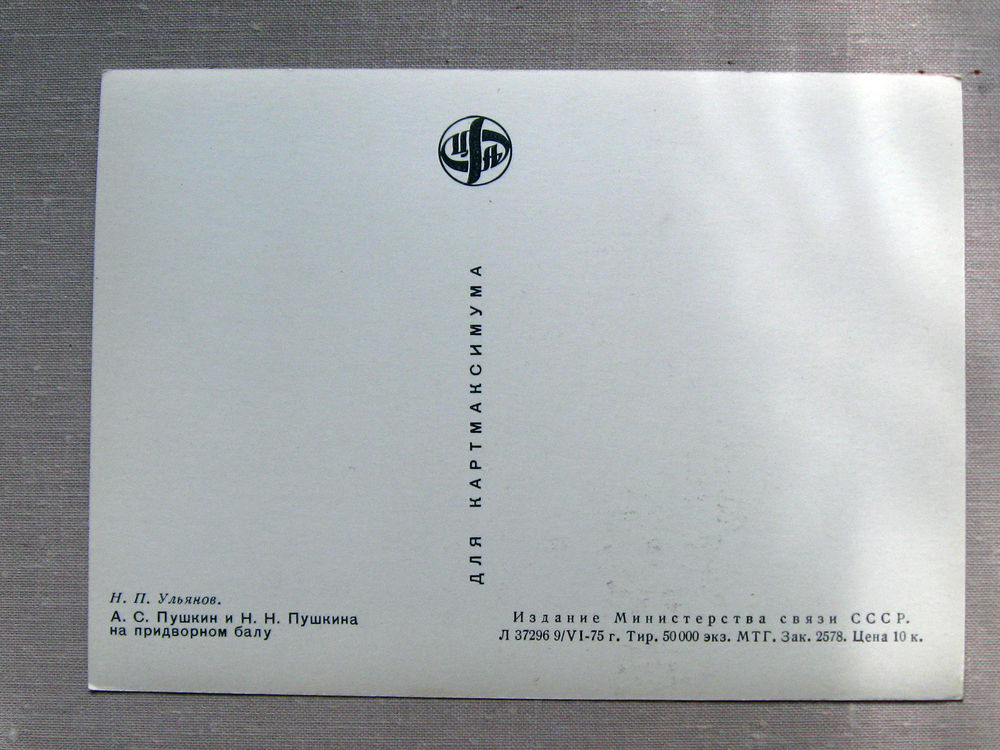 ЦФА
ДЛЯ КАРТМАКСИМУМА
Н. П. Ульянов.
А. С. Пушкин и Н. Н. Пушкина
на придворном балу
Издание Министерства связи СССР.
Л 37296 9/VI-75 г. Тир. 50 000 экз. МТГ. Зак. 2578. Цена 10 к.